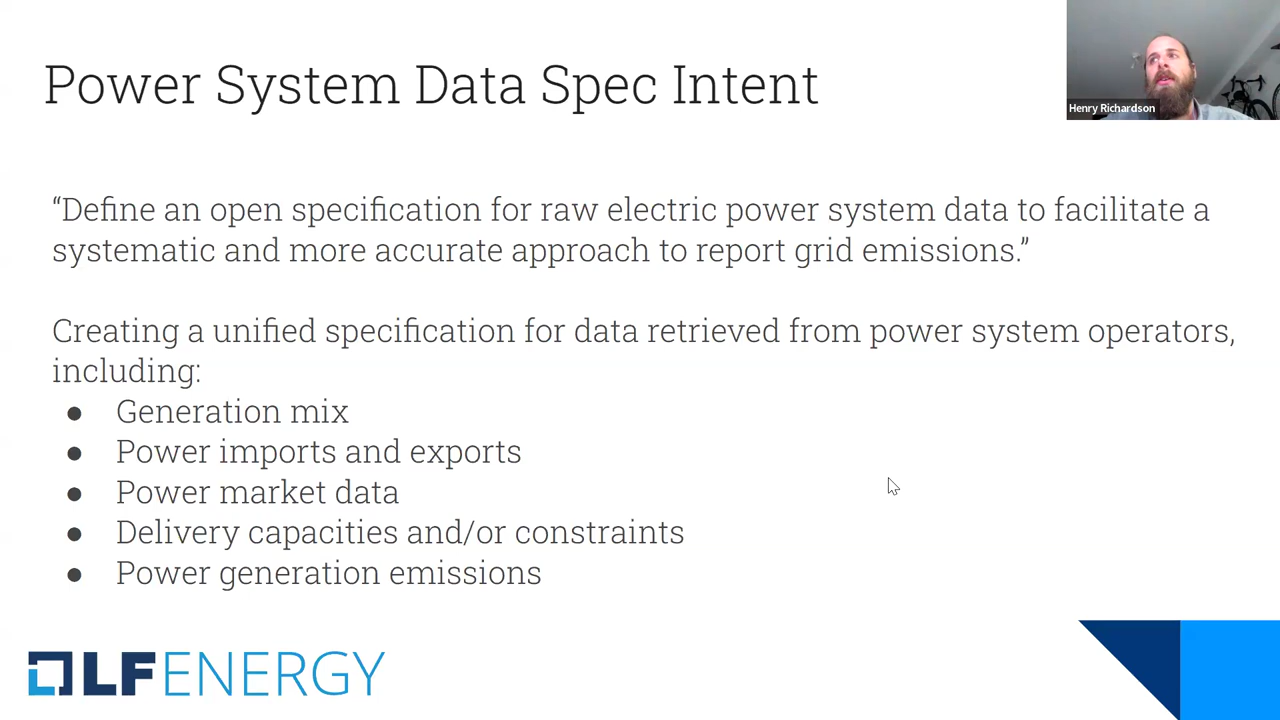 Power System Data Spec Intent
Henry Richardson
“Define an open specification for raw electric power system data to facilitate a
systematic and more accurate approach to report grid emissions.”
Creating a unified specification for data retrieved from power system operators,
including:
● Generation mix
● Power imports and exports
● Power market data
● Delivery capacities and/or constraints
● Power generation emissions
LFENERGY